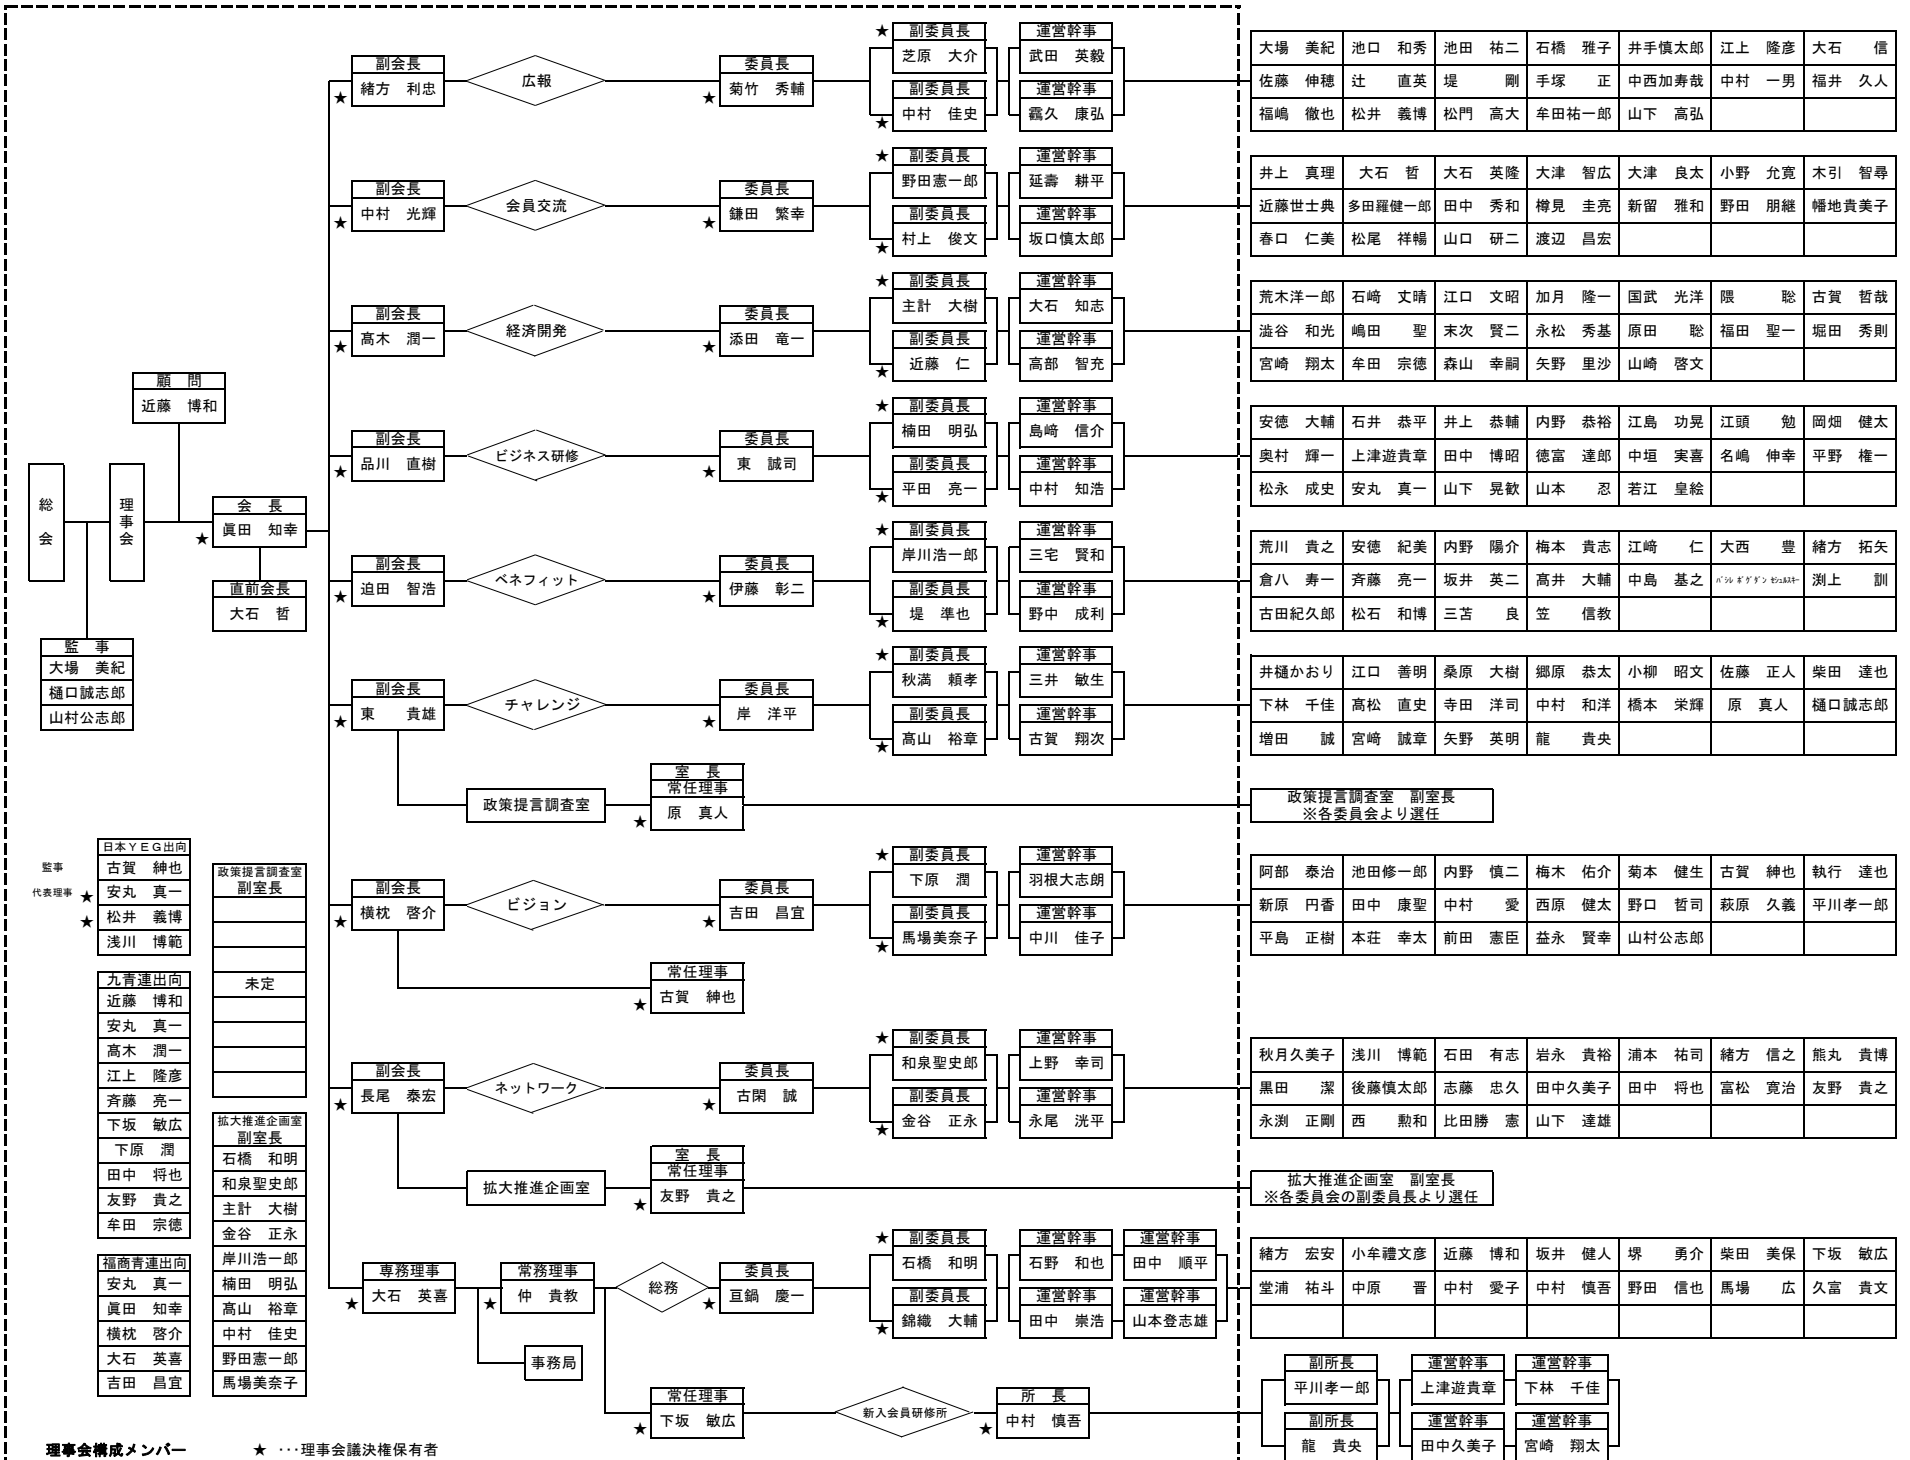 総会
理事会
顧　問
近藤　博和
★
会　長
眞田　知幸
直前会長
大石　哲
監　事
大場　美紀
樋口誠志郎
山村公志郎
副会長
★
緒方　利忠
広報
委員長
★
菊竹　秀輔
★
副委員長
芝原　大介
副委員長
中村　佳史
★
運営幹事
武田　英毅
運営幹事
靍久　康弘
大場　美紀　池口　和秀　池田　祐二　石橋　雅子　井手慎太郎　江上　隆彦　大石　信
佐藤　伸穂　辻　直英　堤　剛　手塚　正　中西加寿哉　中村　一男　福井　久人
福嶋　徹也　松井　義博　松門　高大　牟田祐一郎　山下　高弘
副会長
★
中村　光輝
会員交流
委員長
★
鎌田　繁幸
★
副委員長
野田憲一郎
副委員長
村上　俊文
★
運営幹事
延壽　耕平
運営幹事
坂口慎太郎
井上　真理　大石　哲　大石　英隆　大津　智広　大津　良太　小野　允寛　木引　智尋
近藤世士典　多田羅健一郎　田中　秀和　樽見　圭亮　新留　雅和　野田　朋継　幡地貴美子
春口　仁美　松尾　祥暢　山口　研二　渡辺　昌宏
副会長
★
髙木　潤一
経済開発
委員長
★
添田　竜一
★
副委員長
主計　大樹
副委員長
近藤　仁
★
運営幹事
大石　知志
運営幹事
高部　智充
荒木洋一郎　石﨑　丈晴　江口　文昭　加月　隆一　国武　光洋　隈　聡　古賀　哲哉
澁谷　和光　嶋田　聖　末次　賢二　永松　秀基　原田　聡　福田　聖一　堀田　秀則
宮崎　翔太　牟田　宗徳　森山　幸嗣　矢野　里沙　山崎　啓文
副会長
★
品川　直樹
ビジネス研修
委員長
★
東　誠司
★
副委員長
楠田　明弘
副委員長
平田　亮一
★
運営幹事
島﨑　信介
運営幹事
中村　知浩
安徳　大輔　石井　恭平　井上　恭輔　内野　恭裕　江島　功晃　江頭　勉　岡畑　健太
奥村　輝一　上津遊貴章　田中　博昭　徳富　達郎　中垣　実喜　名嶋　伸幸　平野　権一
松永　成史　安丸　真一　山下　晃歓　山本　忍　若江　皇絵
副会長
★
迫田　智浩
ベネフィット
委員長
★
伊藤　彰二
★
副委員長
岸川浩一郎
副委員長
堤　準也
★
運営幹事
三宅　賢和
運営幹事
野中　成利
荒川　貴之　安徳　紀美　内野　陽介　梅本　貴志　江﨑　仁　大西　豊　緒方　拓矢
倉八　寿一　斉藤　亮一　坂井　英二　髙井　大輔　中島　基之　渕上　訓
古田紀久郎　松石　和博　三苫　良　笠　信教
副会長
★
東　貴雄
チャレンジ
委員長
★
岸　洋平
★
副委員長
秋満　頼孝
副委員長
髙山　裕章
★
運営幹事
三井　敏生
運営幹事
古賀　翔次
井樋かおり　江口　善明　桑原　大樹　郷原　恭太　小柳　昭文　佐藤　正人　柴田　達也
下林　千佳　髙松　直史　寺田　洋司　中村　和洋　橋本　栄輝　原　真人　樋口誠志郎
増田　誠　宮﨑　誠章　矢野　英明　龍　貴央
政策提言調査室
室　長
常任理事
★
原　真人
政策提言調査室　副室長
※各委員会より選任
副会長
★
横枕　啓介
ビジョン
委員長
★
吉田　昌宜
★
副委員長
下原　潤
副委員長
馬場美奈子
★
運営幹事
羽根大志朗
運営幹事
中川　佳子
阿部　泰治　池田修一郎　内野　慎二　梅木　佑介　菊本　健生　古賀　紳也　執行　達也
新原　円香　田中　康聖　中村　愛　西原　健太　野口　哲司　萩原　久義　平川孝一郎
平島　正樹　本荘　幸太　前田　憲臣　益永　賢幸　山村公志郎
常任理事
★
古賀　紳也
副会長
★
長尾　泰宏
ネットワーク
委員長
★
古閑　誠
★
副委員長
和泉聖史郎
副委員長
金谷　正永
★
運営幹事
上野　幸司
運営幹事
永尾　洸平
秋月久美子　浅川　博範　石田　有志　岩永　貴裕　浦本　祐司　緒方　信之　熊丸　貴博
黒田　潔　後藤慎太郎　志藤　忠久　田中久美子　田中　将也　富松　寛治　友野　貴之
永渕　正剛　西　勲和　比田勝　憲　山下　達雄
拡大推進企画室
室　長
常任理事
★
友野　貴之
拡大推進企画室　副室長
※各委員会の副委員長より選任
専務理事
★
大石　英喜
常務理事
★
仲　貴教
総務
委員長
★
亘鍋　慶一
★
副委員長
石橋　和明
副委員長
錦織　大輔
★
運営幹事
石野　和也
運営幹事
田中　崇浩
運営幹事
田中　順平
運営幹事
山本登志雄
緒方　宏安　小牟禮文彦　近藤　博和　坂井　健人　堺　勇介　柴田　美保　下坂　敏広
堂浦　祐斗　中原　晋　中村　愛子　中村　慎吾　野田　信也　馬場　広　久富　貴文
事務局
常任理事
★
下坂　敏広
新入会員研修所
所　長
★
中村　慎吾
副所長
平川孝一郎
副所長
龍　貴央
運営幹事
上津遊貴章
運営幹事
田中久美子
運営幹事
下林　千佳
運営幹事
宮崎　翔太
日本ＹＥＧ出向
監事
古賀　紳也
代表理事
★
安丸　真一
★
松井　義博
浅川　博範
九青連出向
近藤　博和
安丸　真一
髙木　潤一
江上　隆彦
斉藤　亮一
下坂　敏広
下原　潤
田中　将也
友野　貴之
牟田　宗徳
福商青連出向
安丸　真一
眞田　知幸
横枕　啓介
大石　英喜
吉田　昌宜
政策提言調査室
副室長
未定
拡大推進企画室
副室長
石橋　和明
和泉聖史郎
主計　大樹
金谷　正永
岸川浩一郎
楠田　明弘
髙山　裕章
中村　佳史
野田憲一郎
馬場美奈子
理事会構成メンバー
★ ･･･理事会議決権保有者